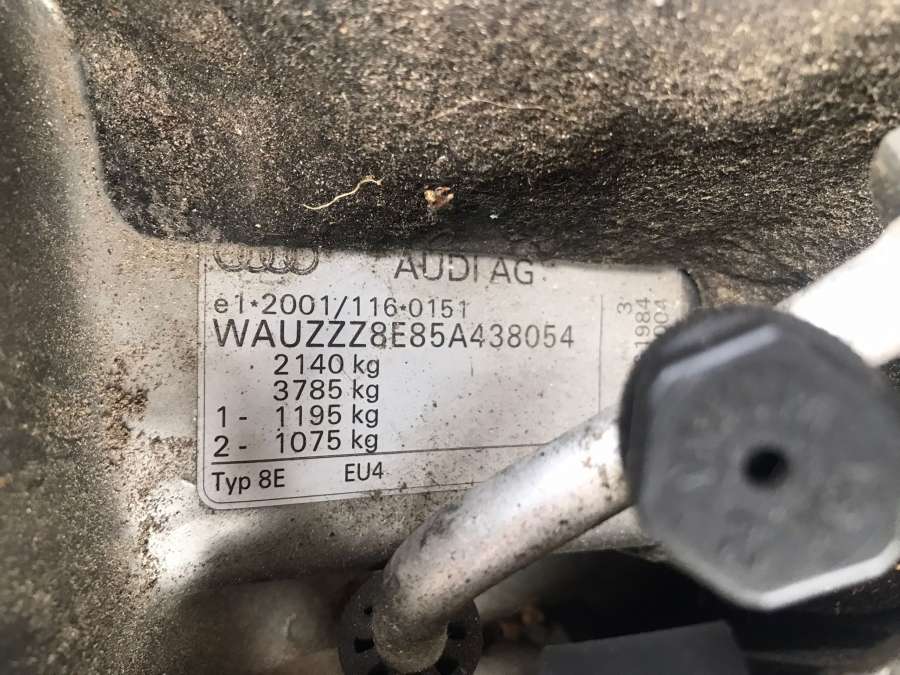 AUDI AG
e1*2001/116*0151
WAUZZZ8E85A438054
2140 kg
3785 kg
1- 1195 kg
2- 1075 kg
Typ 8E EU4
3